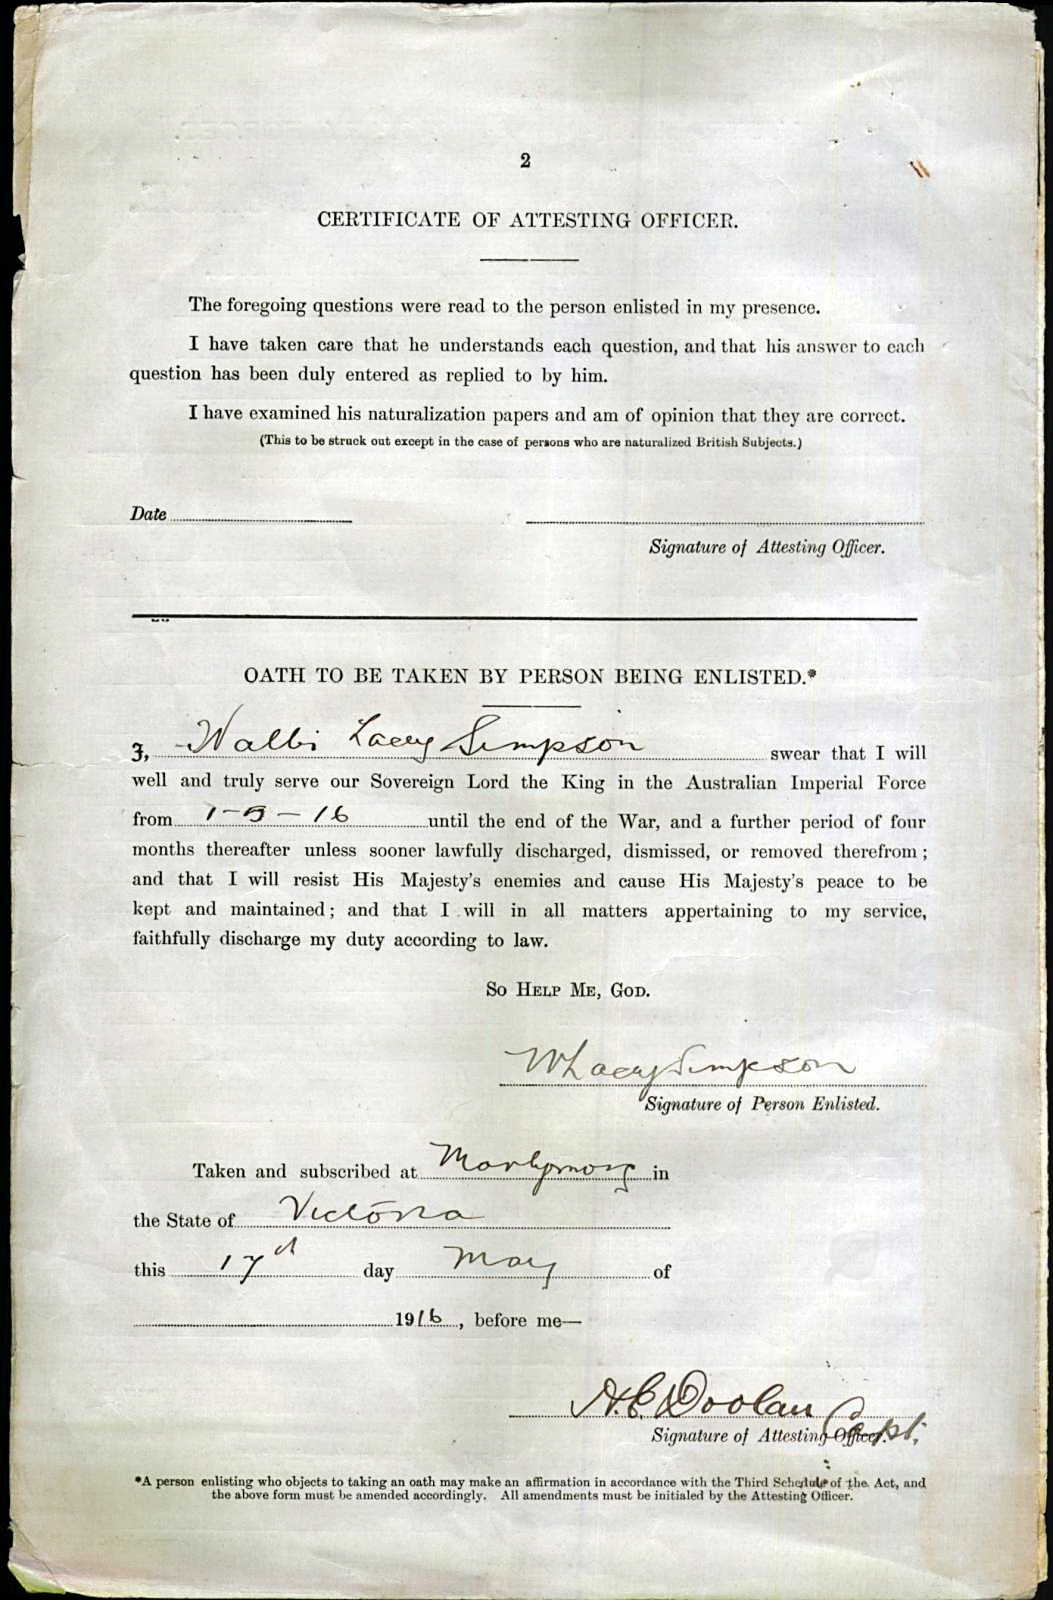 2
CERTIFICATE OF ATTESTING OFFICER.
The foregoing questions were read to the person enlisted in my presence.
I have taken care that he understands each question, and that his answer to each
question has been duly entered as replied to by him.
I have examined his naturalization papers and am of opinion that they are correct.
(This to be struck out except in the case of persons who are naturalized British Subjects.)
Date
Signature of Attesting Officer.
OATH TO BE TAKEN BY PERSON BEING ENLISTED.*
I, Lacey Simpson swear that I will
well and truly serve our Sovereign Lord the King in the Australian Imperial Force
from 1-5-16 until the end of the War, and a further period of four
months thereafter unless sooner lawfully discharged, dismissed, or removed therefrom;
and that I will resist His Majesty's enemies and cause His Majesty's peace to be
kept and maintained; and that I will in all matters appertaining to my service,
faithfully discharge my duty according to law.
So Help Me, God.
W Lacey Simpson
Signature of Person Enlisted.
Taken and subscribed at in
the State of Victoria
this 17th day May of
1916, before me—
A.E. Doolan Capt.
Signature of Attesting Officer.
*A person enlisting who objects to taking an oath may make an affirmation in accordance with the Third Schedule of the Act, and
the above form must be amended accordingly. All amendments must be initialed by the Attesting Officer.